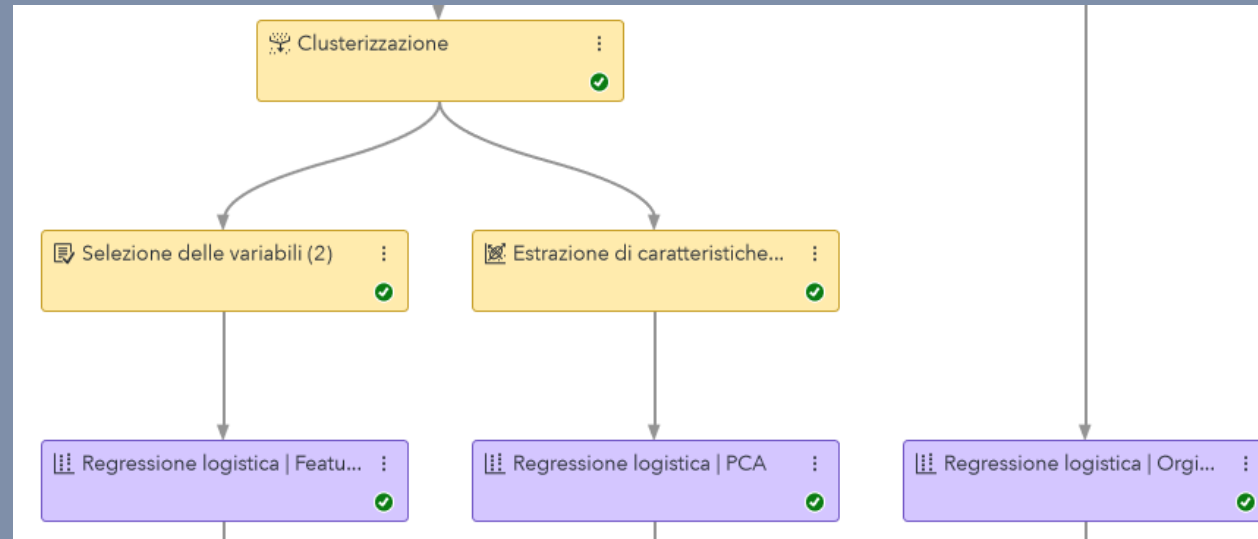 Clusterizzazione
Selezione delle variabili (2)
Estrazione di caratteristiche...
Regressione logistica | Featu...
Regressione logistica | PCA
Regressione logistica | Orgi...